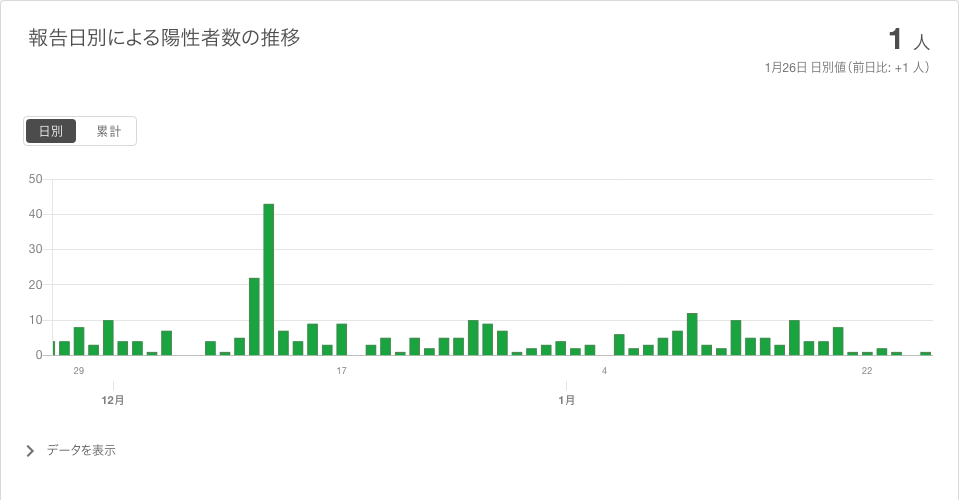 報告日別による陽性者数の推移
1 人
1月26日 日別値（前日比: +1 人）
日別 累計
50
40
30
20
10
0
29 17 4 22
12月 1月
データを表示